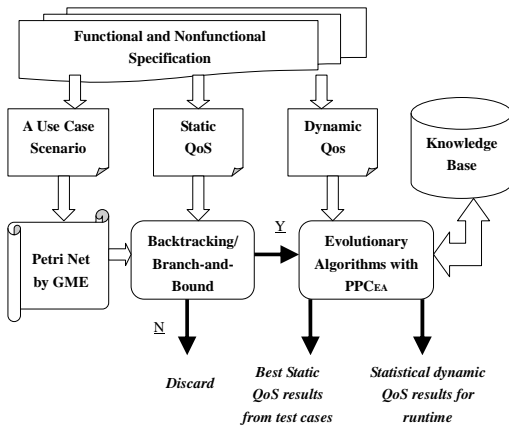 Functional and Nonfunctional
Specification
A Use Case
Scenario
Static
QoS
Dynamic
Qos
Knowledge
Base
Petri Net
by GME
Backtracking/
Branch-and-
Bound
Y
Evolutionary
Algorithms with
PPCEA
N
Discard
Best Static
QoS results
from test cases
Statistical dynamic
QoS results for
runtime